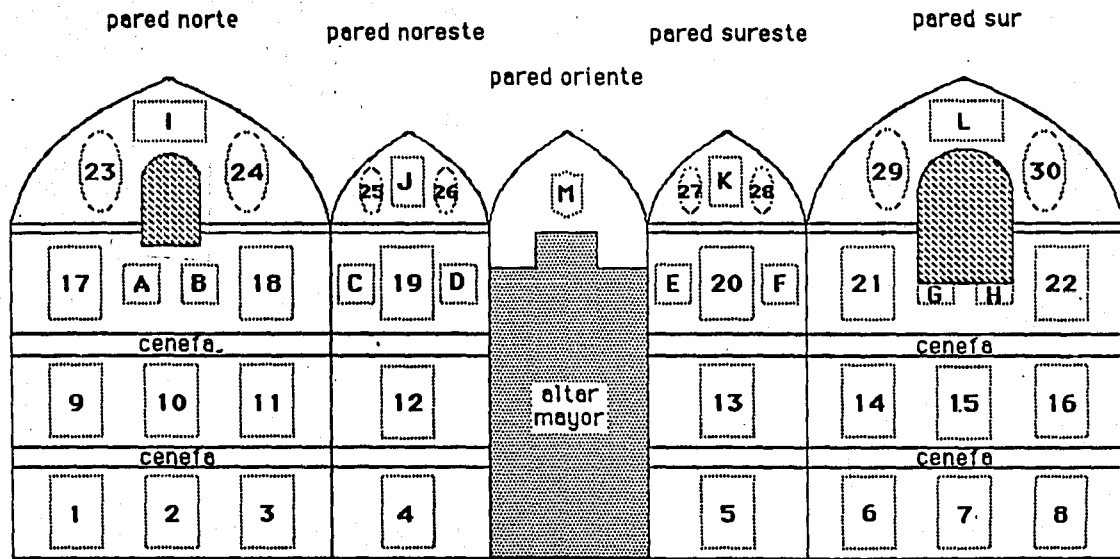 pared norte
pared noreste
pared oriente
pared sureste
pared sur
I
L
23
24
25
J
26
M
27
K
28
29
30
17
A
B
18
C
19
D
E
20
F
21
G
H
22
cenefa
cenefa
9
10
11
12
altar
mayor
13
14
15
16
cenefa
cenefa
1
2
3
4
5
6
7
8